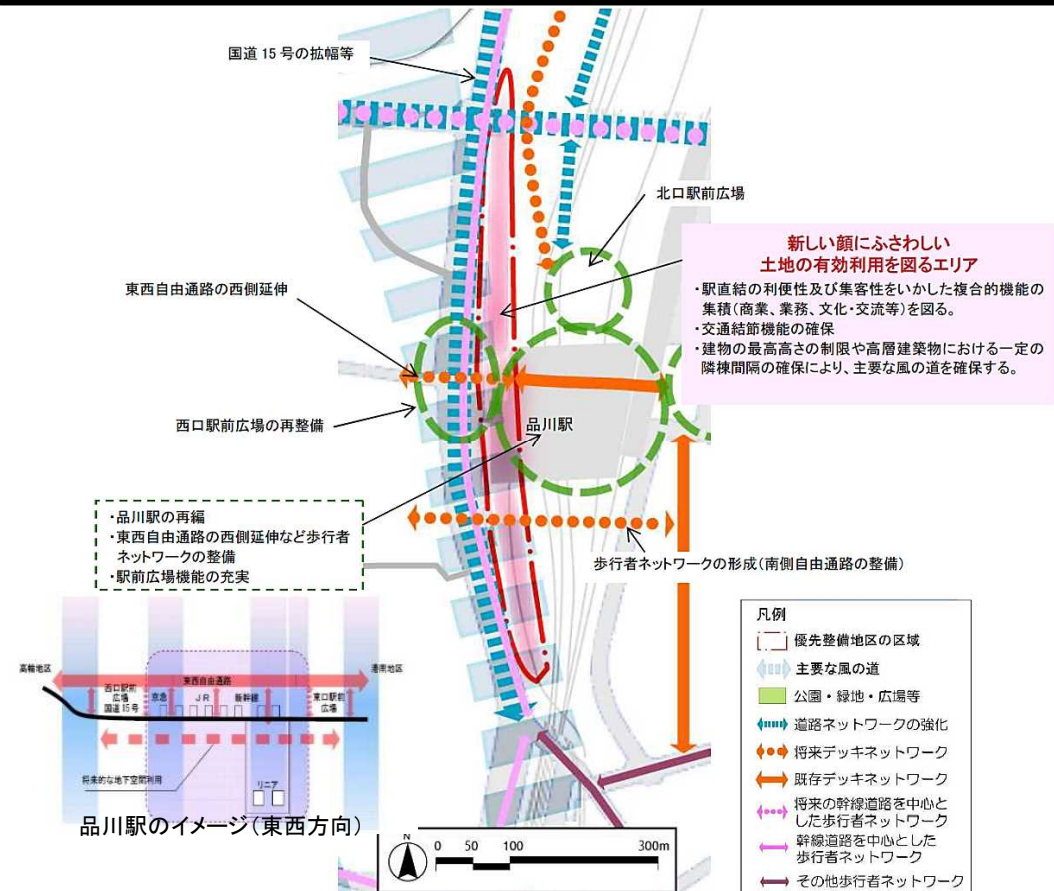 国道 15 号の拡幅等
北口駅前広場
新しい顔にふさわしい
土地の有効利用を図るエリア
・駅直結の利便性及び集客性をいかした複合的機能の
集積(商業、業務、文化・交流等)を図る。
・交通結節機能の確保
・建物の最高高さの制限や高層建築物における一定の
隣棟間隔の確保により、主要な風の道を確保する。
東西自由通路の西側延伸
西口駅前広場の再整備
品川駅
・品川駅の再編
・東西自由通路の西側延伸など歩行者
ネットワークの整備
・駅前広場機能の充実
歩行者ネットワークの形成(南側自由通路の整備)
高輪地区
港南地区
東西自由通路
西口駅前
広場
国道15号
京急
JR
新幹線
東口駅前
広場
将来的な地下空間利用
リニア
品川駅のイメージ(東西方向)
N
0 50 100 300m
凡例
優先整備地区の区域
主要な風の道
公園・緑地・広場等
道路ネットワークの強化
将来デッキネットワーク
既存デッキネットワーク
将来の幹線道路を中心と
した歩行者ネットワーク
幹線道路を中心とした
歩行者ネットワーク
その他歩行者ネットワーク